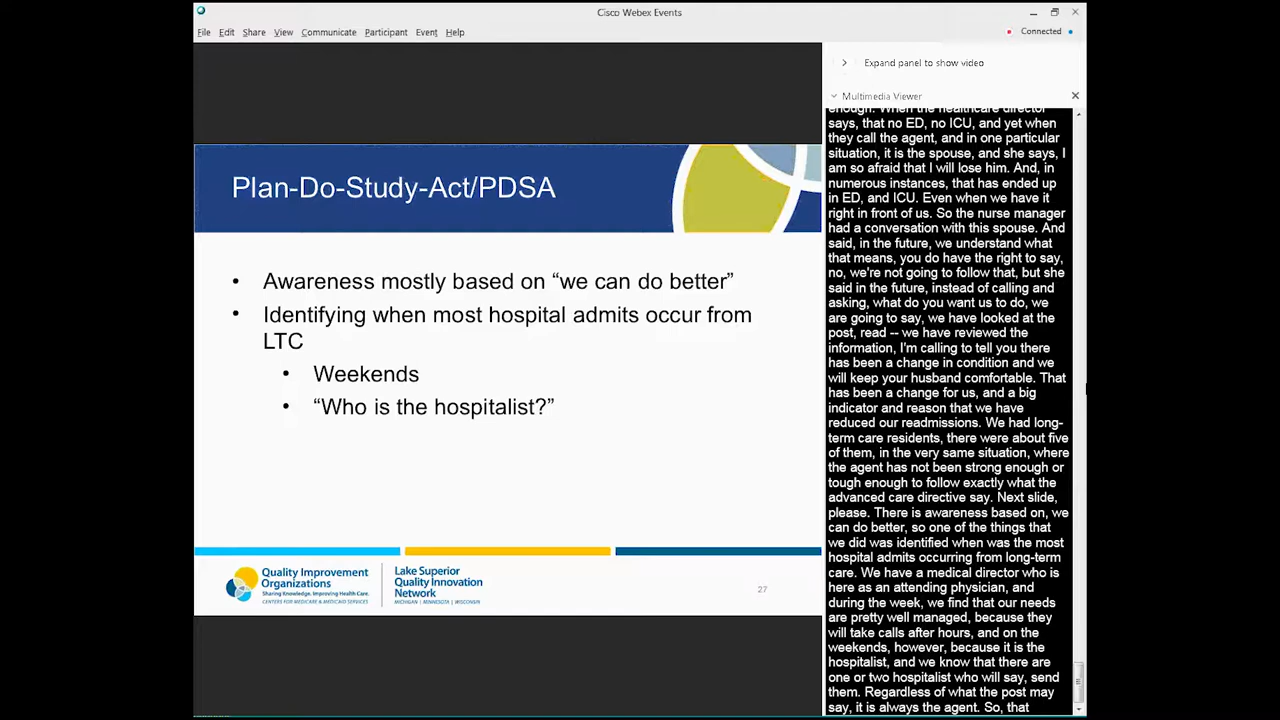 Cisco Webex Events
File Edit Share View Communicate Participant Event Help
Connected
Expand panel to show video
Multimedia Viewer
Plan-Do-Study-Act/PDSA
• Awareness mostly based on “we can do better”
• Identifying when most hospital admits occur from
LTC
• Weekends
• “Who is the hospitalist?”
Quality Improvement
Organizations
Sharing Knowledge. Improving Health Care.
CENTERS FOR MEDICARE & MEDICAID SERVICES
Lake Superior
Quality Innovation
Network
MICHIGAN | MINNESOTA | WISCONSIN
27
enough. When the healthcare director
says, that no ED, no ICU, and yet when
they call the agent, and in one particular
situation, it is the spouse, and she says, I
am so afraid that I will lose him. And, in
numerous instances, that has ended up
in ED, and ICU. Even when we have it
right in front of us. So the nurse manager
had a conversation with this spouse. And
said, in the future, we understand what
that means, you do have the right to say,
no, we're not going to follow that, but she
said in the future, instead of calling and
asking, what do you want us to do, we
are going to say, we have looked at the
post, read -- we have reviewed the
information, I'm calling to tell you there
has been a change in condition and we
will keep your husband comfortable. That
has been a change for us, and a big
indicator and reason that we have
reduced our readmissions. We had long-
term care residents, there were about five
of them, in the very same situation, where
the agent has not been strong enough or
tough enough to follow exactly what the
advanced care directive say. Next slide,
please. There is awareness based on, we
can do better, so one of the things that
we did was identified when was the most
hospital admits occurring from long-term
care. We have a medical director who is
here as an attending physician, and
during the week, we find that our needs
are pretty well managed, because they
will take calls after hours, and on the
weekends, however, because it is the
hospitalist, and we know that there are
one or two hospitalist who will say, send
them. Regardless of what the post may
say, it is always the agent. So, that